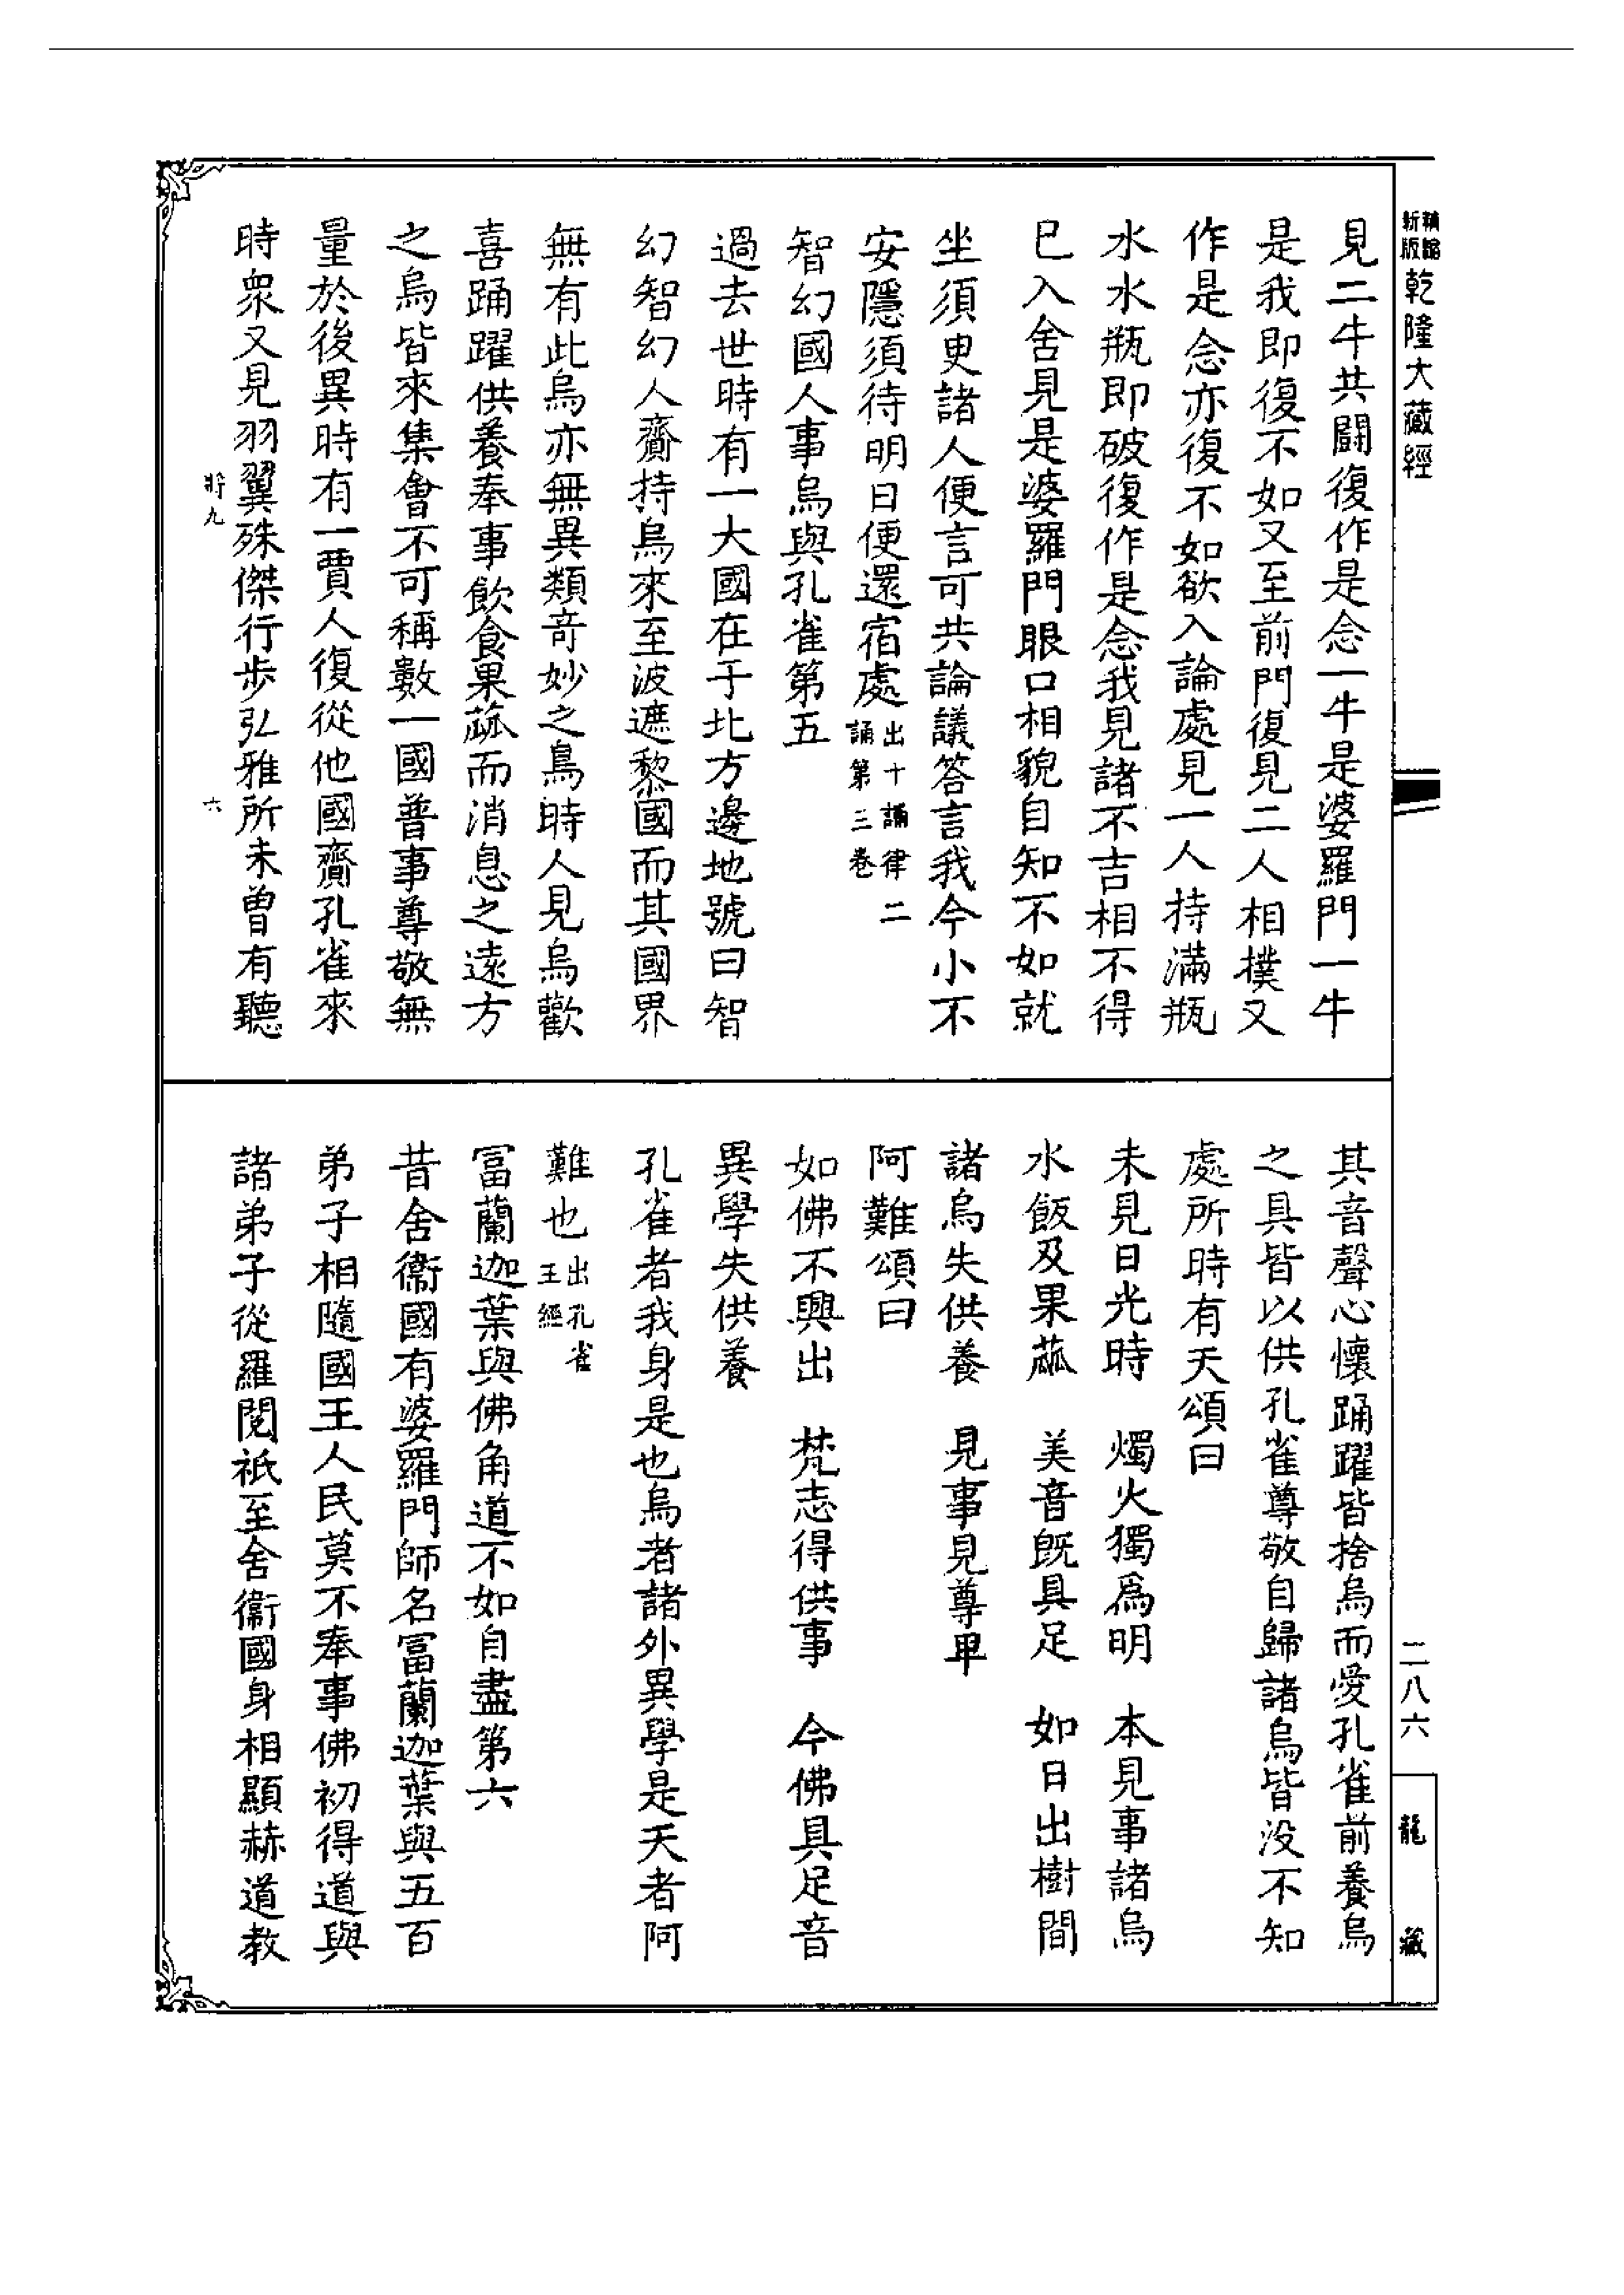 新版
乾隆大藏經
見二牛共鬪復作是念一牛是婆羅門一牛
是我即復不如又至前門復見二人相撲又
作是念亦復不如欲入論處見一人持滿瓶
水水瓶即破復作是念我見諸不吉相不得
已入舍見是婆羅門眼口相貌自知不如就
坐須臾諸人便言可共論議答言我今小不
安隱須待明日便還宿處出十誦律二
誦第三卷
智幻國人事烏與孔雀第五
過去世時有一大國在于北方邊地號曰智
幻智幻人齎持烏來至波遮黎國而其國界
無有此烏亦無異類奇妙之鳥時人見烏歡
喜踊躍供養奉事飲食果蓏而消息之遠方
之烏皆來集會不可稱數一國普事尊敬無
量於後異時有一賈人復從他國齎孔雀來
時眾又見羽翼殊傑行步弘雅所未曾有聽
將九
六
其音聲心懷踊躍皆捨烏而愛孔雀前養烏
之具皆以供孔雀尊敬自歸諸烏皆沒不知
處所時有天頌曰
未見日光時　燭火獨為明　本見事諸烏
水飯及果蓏　美音既具足　如日出樹間
諸烏失供養　見事見尊卑
阿難頌曰
如佛不興出　梵志得供事　今佛具足音
異學失供養
孔雀者我身是也烏者諸外異學是天者阿
難也出孔雀
王經
富蘭迦葉與佛角道不如自盡第六
昔舍衞國有婆羅門師名富蘭迦葉與五百
弟子相隨國王人民莫不奉事佛初得道與
諸弟子從羅閱祇至舍衞國身相顯赫道教
二八六
龍藏